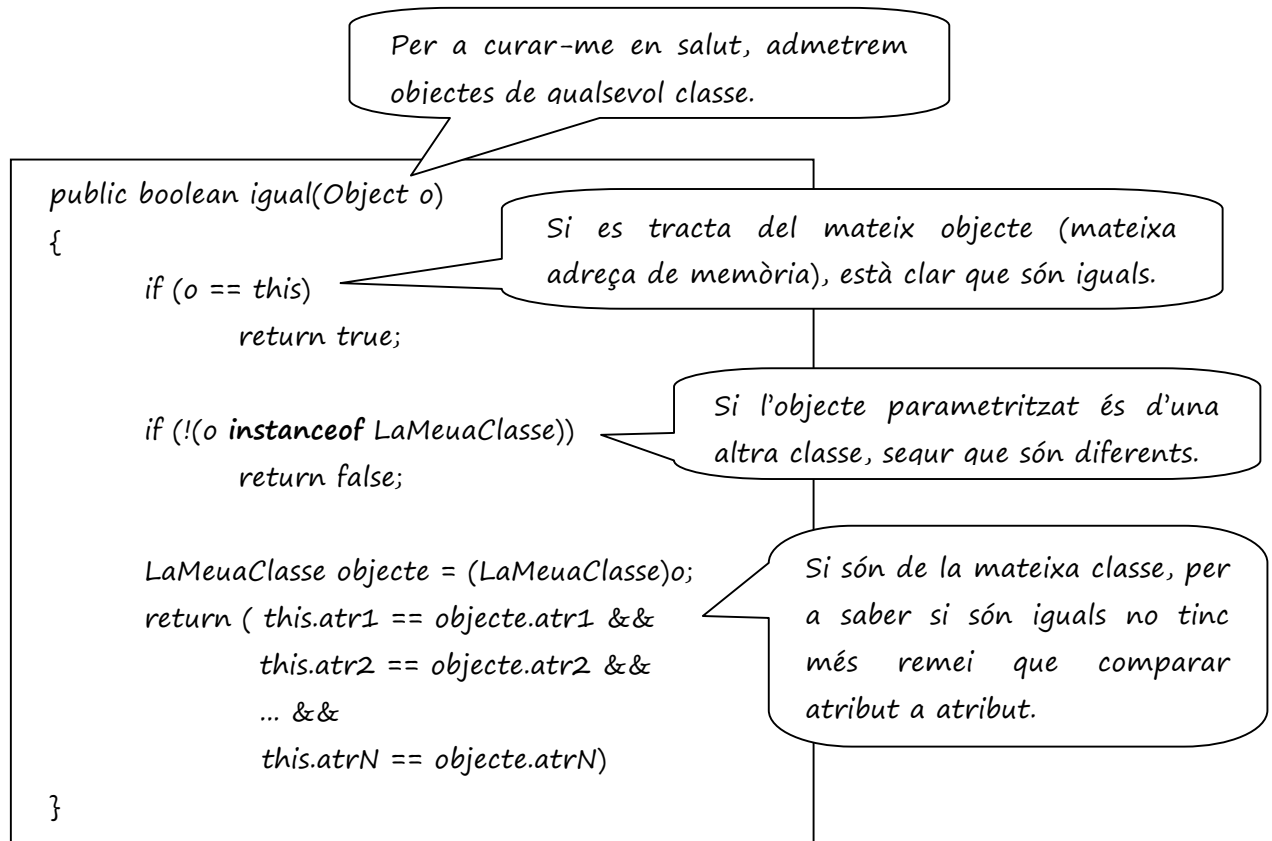 Per a curar-me en salut, admetrem
objectes de qualsevol classe.
public boolean igual(Object o)
{
Si es tracta del mateix objecte (mateixa
adreça de memòria), està clar que són iguals.
if (o == this)
return true;
Si l'objecte parametritzat és d'una
altra classe, segur que són diferents.
if (!(o instanceof LaMeuaClasse))
return false;
LaMeuaClasse objecte = (LaMeuaClasse)o;
return ( this.atr1 == objecte.atr1 &&
this.atr2 == objecte.atr2 &&
... &&
this.atrN == objecte.atrN)
Si són de la mateixa classe, per
a saber si són iguals no tinc
més remei que comparar
atribut a atribut.
}